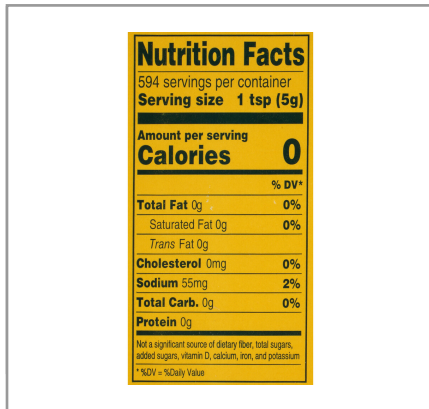 Nutrition Facts
594 servings per container
Serving size 1 tsp (5g)
Amount per serving
Calories 0
% DV*
Total Fat 0g 0%
Saturated Fat 0g 0%
Trans Fat 0g
Cholesterol 0mg 0%
Sodium 55mg 2%
Total Carb. 0g 0%
Protein 0g
Not a significant source of dietary fiber, total sugars,
added sugars, vitamin D, calcium, iron, and potassium
* %DV = %Daily Value